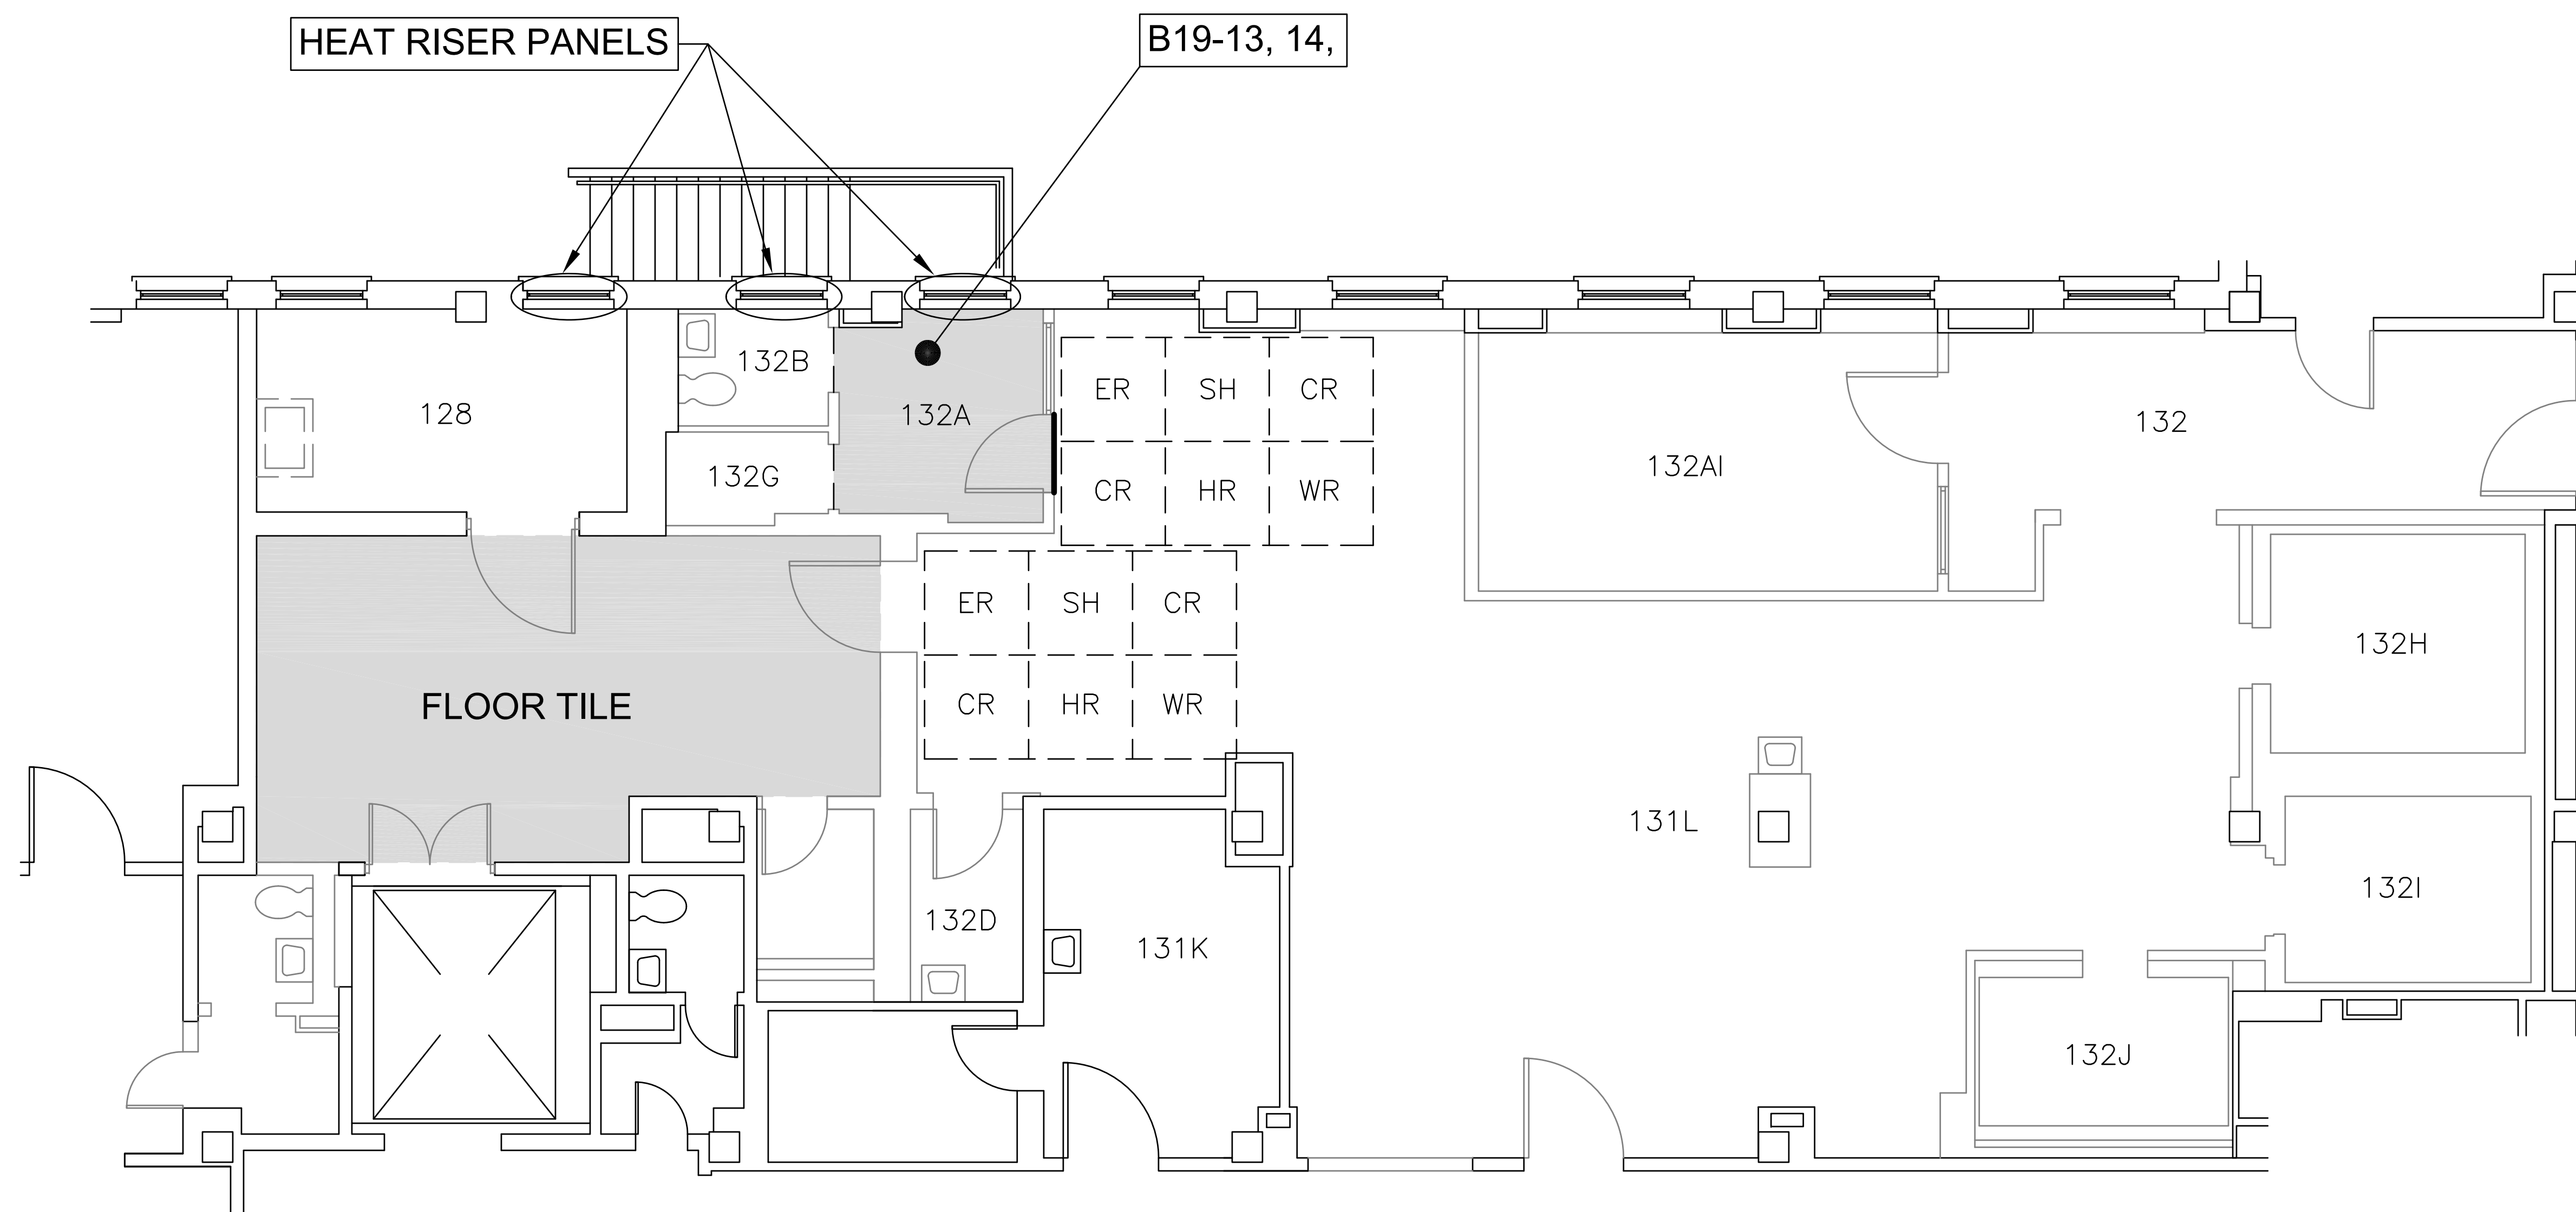 HEAT RISER PANELS
B19-13, 14,
132B
128
132A
132G
ER SH CR
CR HR WR
132AI
132
ER SH CR
CR HR WR
132H
FLOOR TILE
131L
132I
132D
131K
132J